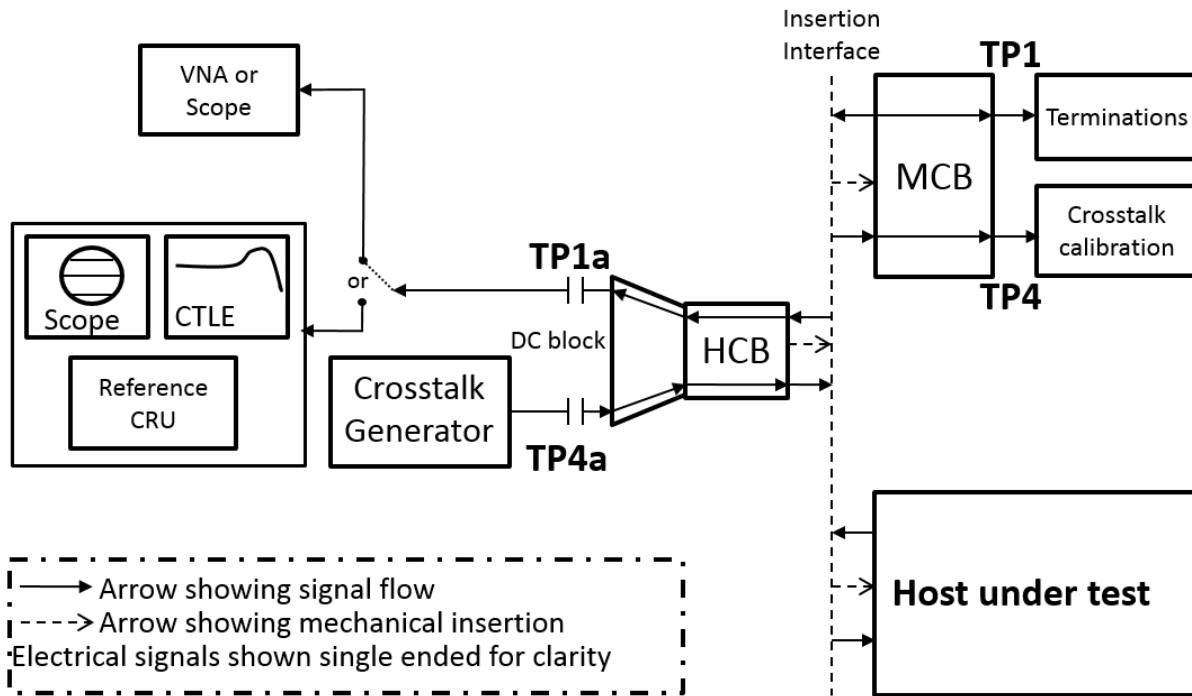 Insertion
Interface
TP1
VNA or
Scope
Terminations
MCB
Crosstalk
calibration
TP4
Scope
CTLE
or
TP1a
DC block
HCB
Reference
CRU
Crosstalk
Generator
TP4a
Host under test
Arrow showing signal flow
Arrow showing mechanical insertion
Electrical signals shown single ended for clarity